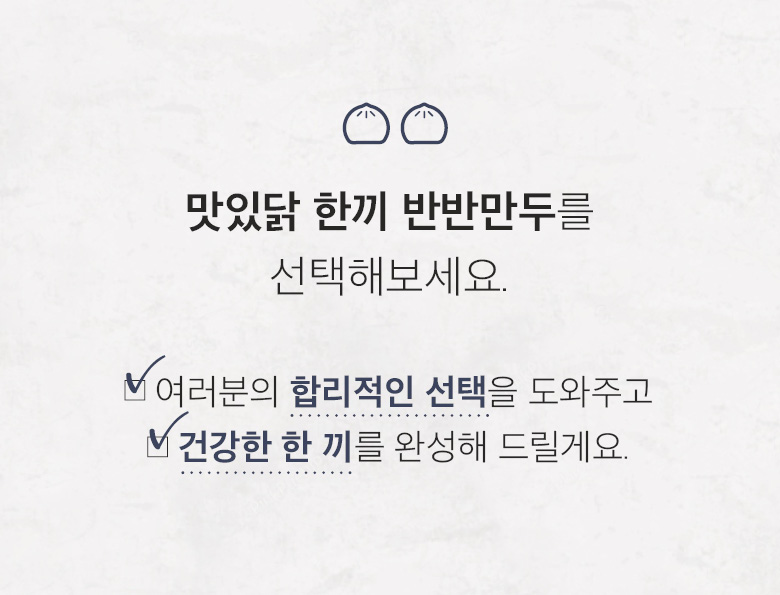 맛있닭 한끼 반반만두를
선택해보세요.
여러분의 합리적인 선택을 도와주고
건강한 한 끼를 완성해 드릴게요.